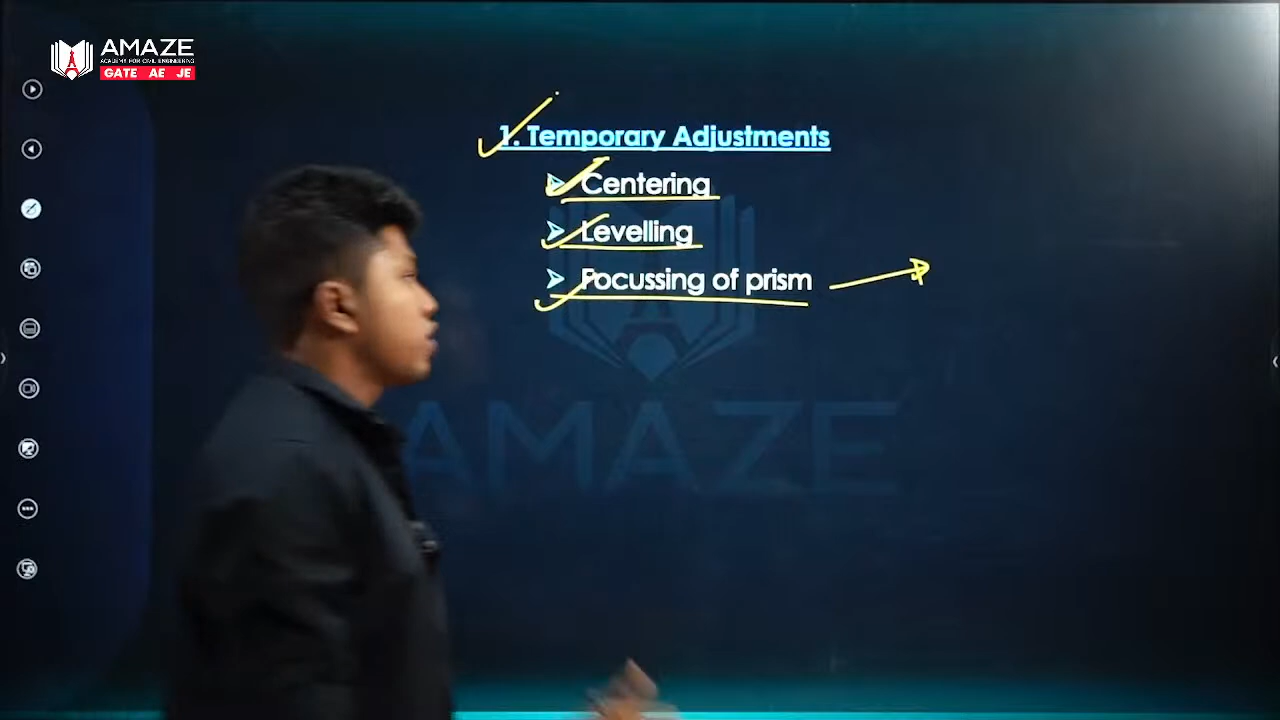 AMAZE
ACADEMY FOR CIVIL ENGINEERING
GATE AE JE
1. Temporary Adjustments
Centering
Levelling
Focussing of prism
AMAZE